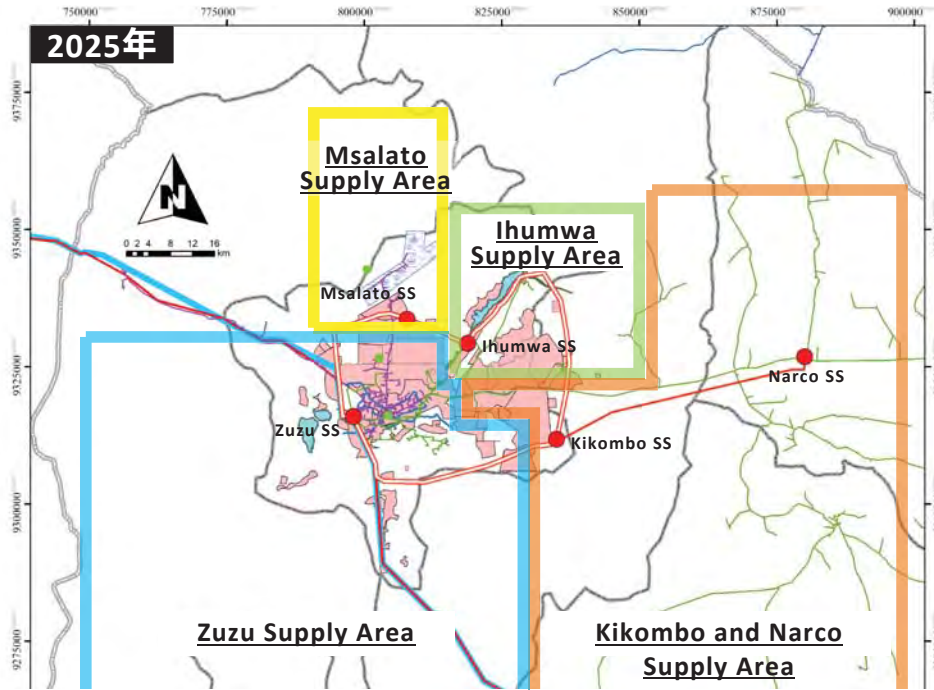 750000 775000 800000 825000 850000 875000 900000
2025年
9375000
Msalato
Supply Area
N
Ihumwa
Supply Area
9350000
0 2 4 8 12 16
km
Msalato SS
Ihumwa SS
9325000
Narco SS
Zuzu SS
Kikombo SS
9300000
Zuzu Supply Area
Kikombo and Narco
Supply Area
9275000